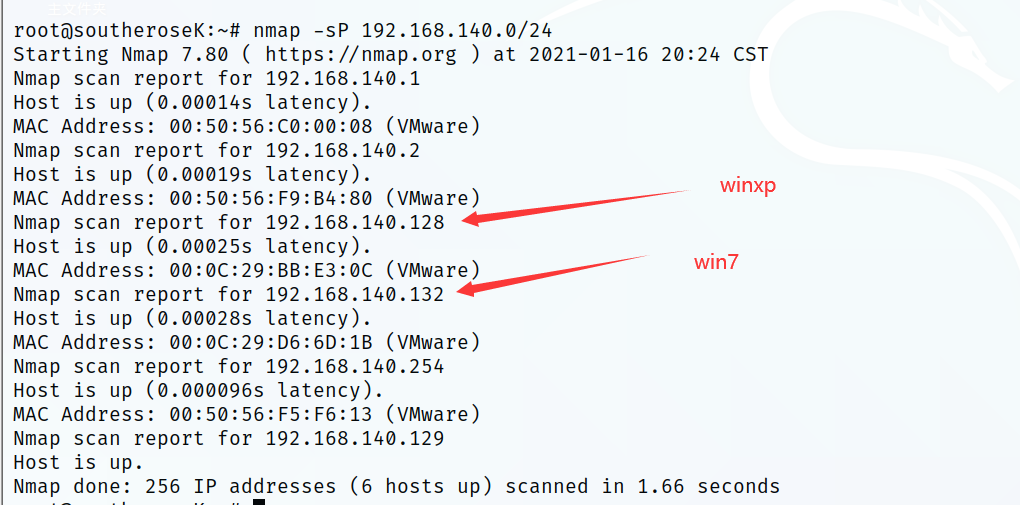 root@southeroseK:~# nmap -sP 192.168.140.0/24
Starting Nmap 7.80 ( https://nmap.org ) at 2021-01-16 20:24 CST
Nmap scan report for 192.168.140.1
Host is up (0.00014s latency).
MAC Address: 00:50:56:C0:00:08 (VMware)
Nmap scan report for 192.168.140.2
Host is up (0.00019s latency).
MAC Address: 00:50:56:F9:B4:80 (VMware)
winxp
Nmap scan report for 192.168.140.128
Host is up (0.00025s latency).
MAC Address: 00:0C:29:BB:E3:0C (VMware)
win7
Nmap scan report for 192.168.140.132
Host is up (0.00028s latency).
MAC Address: 00:0C:29:D6:6D:1B (VMware)
Nmap scan report for 192.168.140.254
Host is up (0.000096s latency).
MAC Address: 00:50:56:F5:F6:13 (VMware)
Nmap scan report for 192.168.140.129
Host is up.
Nmap done: 256 IP addresses (6 hosts up) scanned in 1.66 seconds